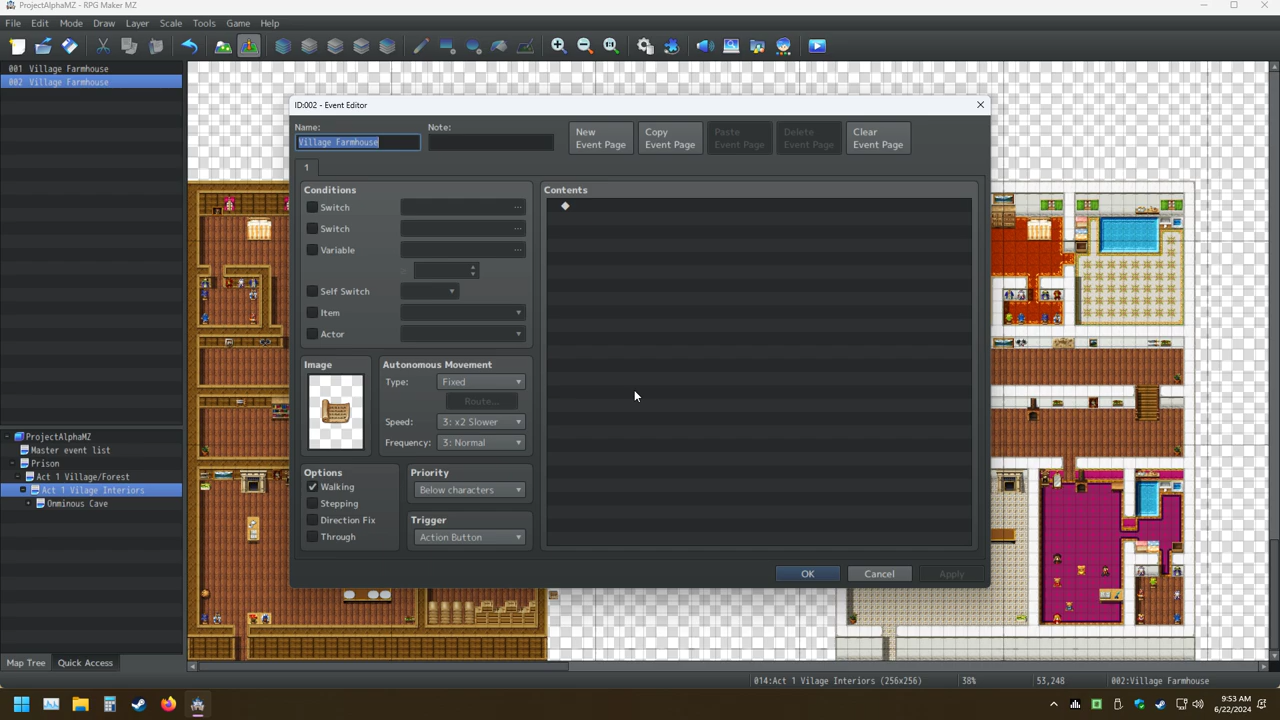 ProjectAlphaMZ - RPG Maker MZ
File Edit Mode Draw Layer Scale Tools Game Help
001 Village Farmhouse
002 Village Farmhouse
ID:002 - Event Editor
Name: Note:
Village Farmhouse
New Event Page
Copy Event Page
Paste Event Page
Delete Event Page
Clear Event Page
1
Conditions
Switch ...
Switch ...
Variable ...
≥
Self Switch
Item
Actor
Contents
Image
Autonomous Movement
Type: Fixed
Route...
Speed: 3: x2 Slower
Frequency: 3: Normal
Options
Walking
Stepping
Direction Fix
Through
Priority
Below characters
Trigger
Action Button
OK Cancel Apply
ProjectAlphaMZ
Master event list
Prison
Act 1 Village/Forest
Act 1 Vilage Interiors
Onminous Cave
Map Tree Quick Access
014:Act 1 Vilage Interiors (256x256) 38% 53,248 002:Village Farmhouse
9:53 AM
6/22/2024